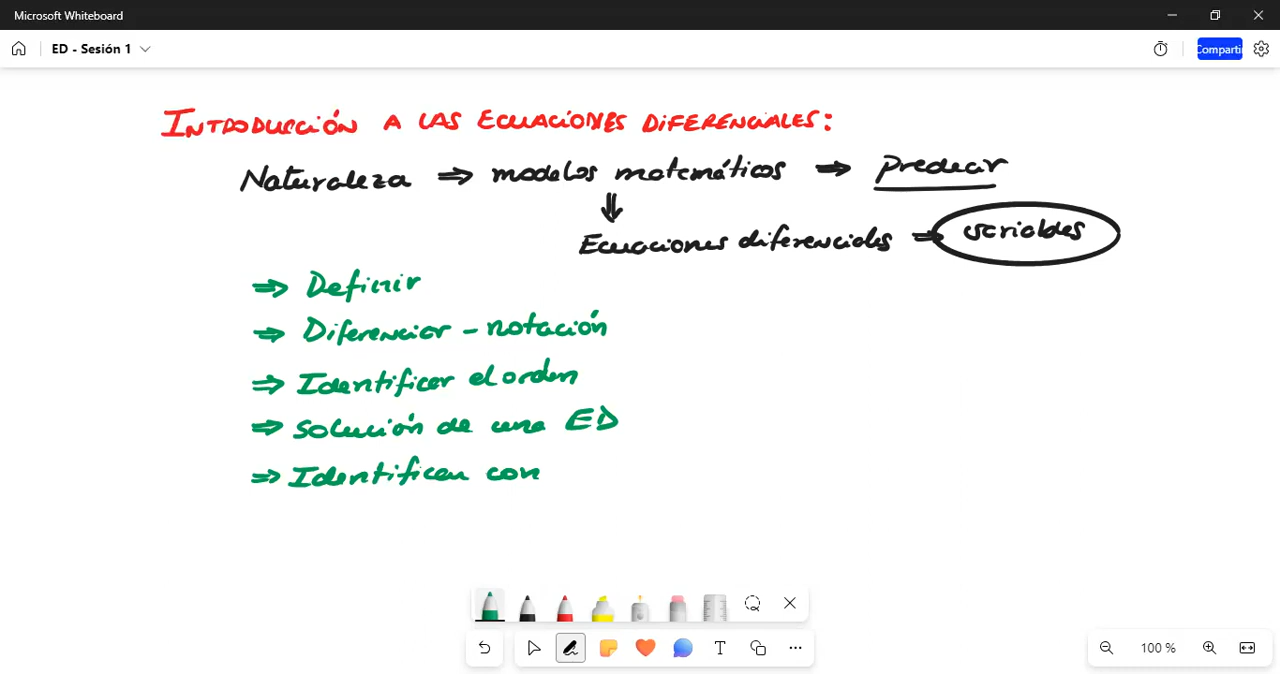 Microsoft Whiteboard
ED - Sesión 1
Compartir
INTRODUCCIÓN A LAS ECUACIONES DIFERENCIALES:
Naturaleza ⇒ modelos matemáticos ⇒ Predecir
⇓
Ecuaciones diferenciales ⇒ variables
⇒ Definir
⇒ Diferenciar - notación
⇒ Identificar el orden
⇒ Solución de una ED
⇒ Identifican con
T
100 %